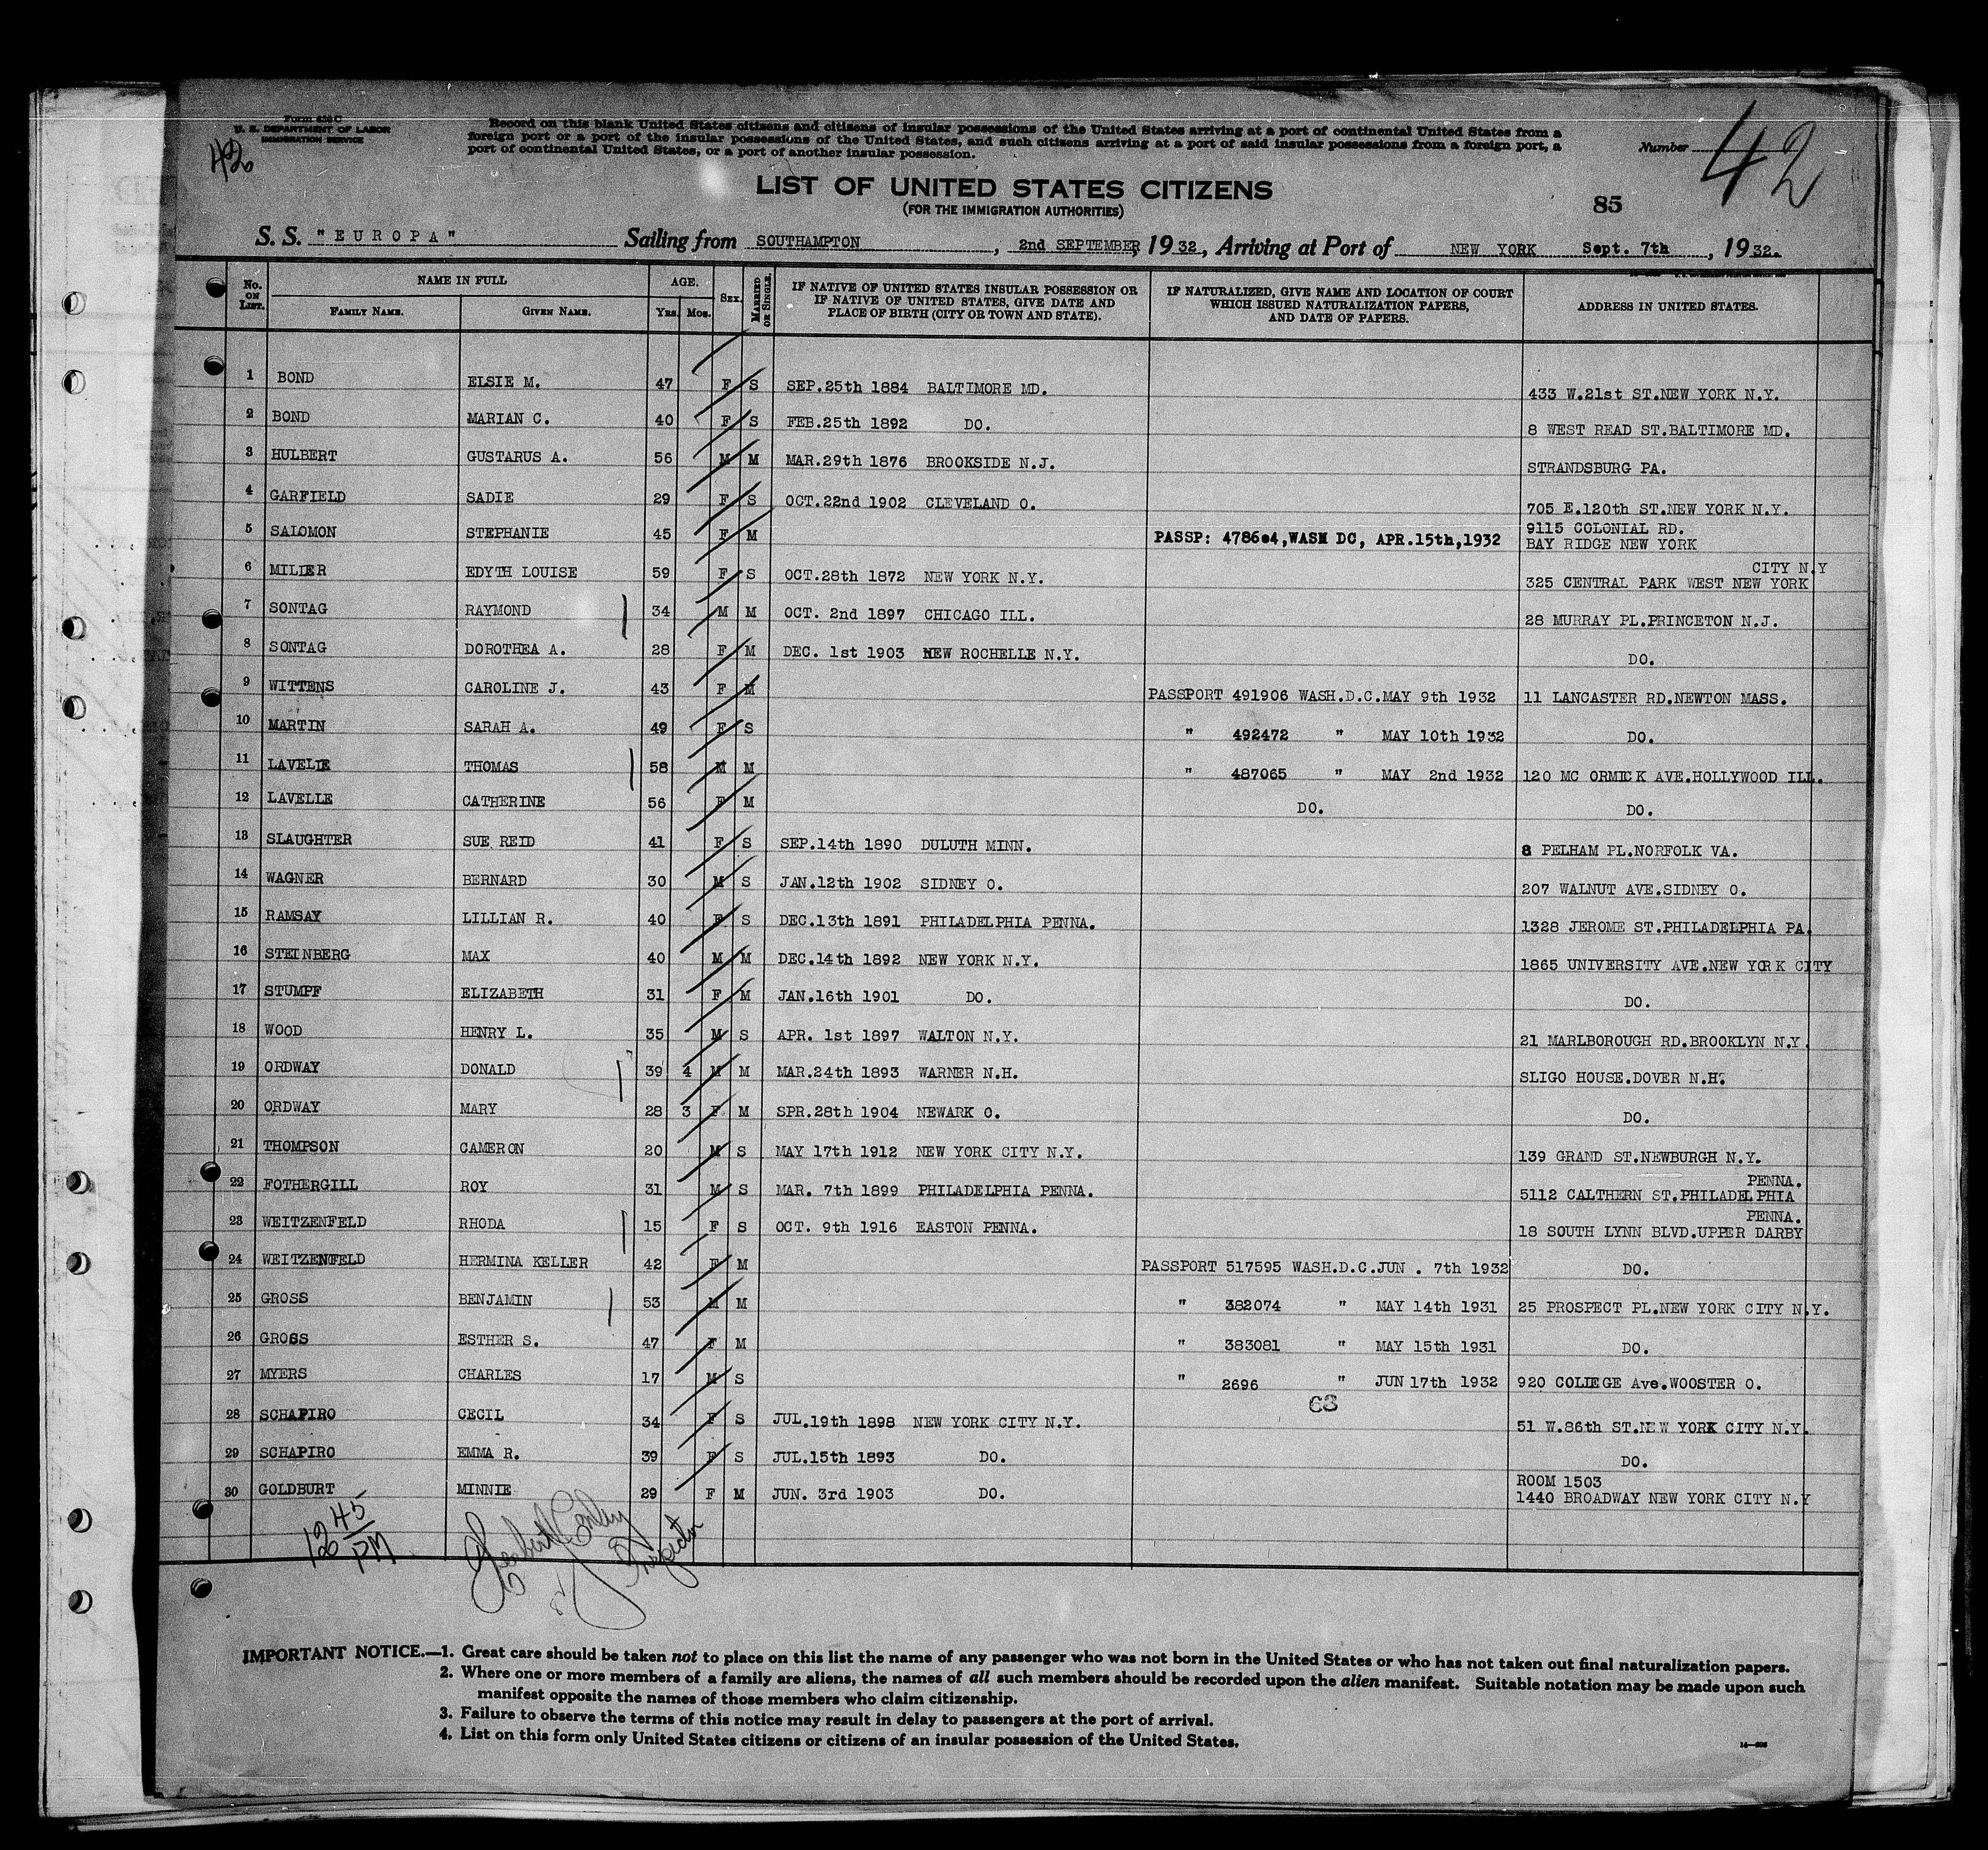 Form 630 C
U. S. DEPARTMENT OF LABOR
IMMIGRATION SERVICE
42
Record on this blank United States citizens and citizens of insular possessions of the United States arriving at a port of continental United States from a
foreign port or a port of the insular possessions of the United States, and such citizens arriving at a port of said insular possessions from a foreign port, a
port of continental United States, or a port of another insular possession.
Number 42
LIST OF UNITED STATES CITIZENS
(FOR THE IMMIGRATION AUTHORITIES)
85
S. S. "EUROPA" Sailing from SOUTHAMPTON, 2nd SEPTEMBER, 1932, Arriving at Port of NEW YORK Sept. 7th, 1932.
No. ON LIST. NAME IN FULL FAMILY NAME. GIVEN NAME. AGE. Yrs. Mos. SEX. MARRIED OR SINGLE. IF NATIVE OF UNITED STATES INSULAR POSSESSION OR IF NATIVE OF UNITED STATES, GIVE DATE AND PLACE OF BIRTH (CITY OR TOWN AND STATE). IF NATURALIZED, GIVE NAME AND LOCATION OF COURT WHICH ISSUED NATURALIZATION PAPERS, AND DATE OF PAPERS. ADDRESS IN UNITED STATES.
1 BOND ELSIE M. 47 F S SEP.25th 1884 BALTIMORE MD. 433 W.21st ST.NEW YORK N.Y.
2 BOND MARIAN C. 40 F S FEB.25th 1892 DO. 8 WEST READ ST.BALTIMORE MD.
3 HULBERT GUSTARUS A. 56 M M MAR.29th 1876 BROOKSIDE N.J. STRANDSBURG PA.
4 GARFIELD SADIE 29 F S OCT.22nd 1902 CLEVELAND O. 705 E.120th ST.NEW YORK N.Y.
5 SALOMON STEPHANIE 45 F M PASSP: 4786e4,WASH DC, APR.15th,1932 9115 COLONIAL RD.
BAY RIDGE NEW YORK
6 MILIER EDYTH LOUISE 59 F S OCT.28th 1872 NEW YORK N.Y. 325 CENTRAL PARK WEST NEW YORK CITY N.Y
7 SONTAG RAYMOND 34 M M OCT. 2nd 1897 CHICAGO ILL. 28 MURRAY PL.PRINCETON N.J.
8 SONTAG DOROTHEA A. 28 F M DEC. 1st 1903 NEW ROCHELLE N.Y. DO.
9 WITTENS CAROLINE J. 43 F M PASSPORT 491906 WASH.D.C.MAY 9th 1932 11 LANCASTER RD.NEWTON MASS.
10 MARTIN SARAH A. 49 F S " 492472 " MAY 10th 1932 DO.
11 LAVELIE THOMAS 58 M M " 487065 " MAY 2nd 1932 120 MC ORMICK AVE.HOLLYWOOD ILL.
12 LAVELLE CATHERINE 56 F M DO. DO.
13 SLAUGHTER SUE REID 41 F S SEP.14th 1890 DULUTH MINN. 8 PELHAM PL.NORFOLK VA.
14 WAGNER BERNARD 30 M S JAN.12th 1902 SIDNEY O. 207 WALNUT AVE.SIDNEY O.
15 RAMSAY LILLIAN R. 40 F S DEC.13th 1891 PHILADELPHIA PENNA. 1328 JEROME ST.PHILADELPHIA PA.
16 STEINBERG MAX 40 M M DEC.14th 1892 NEW YORK N.Y. 1865 UNIVERSITY AVE.NEW YORK CITY
17 STUMPF ELIZABETH 31 F M JAN.16th 1901 DO. DO.
18 WOOD HENRY L. 35 M S APR. 1st 1897 WALTON N.Y. 21 MARLBOROUGH RD.BROOKLYN N.Y.
19 ORDWAY DONALD 39 4 M M MAR.24th 1893 WARNER N.H. SLIGO HOUSE.DOVER N.H.
20 ORDWAY MARY 28 3 F M SPR.28th 1904 NEWARK O. DO.
21 THOMPSON CAMERON 20 M S MAY 17th 1912 NEW YORK CITY N.Y. 139 GRAND ST.NEWBURGH N.Y.
22 FOTHERGILL ROY 31 M S MAR. 7th 1899 PHILADELPHIA PENNA. 5112 CALTHERN ST.PHILADELPHIA PENNA.
23 WEITZENFELD RHODA 15 F S OCT. 9th 1916 EASTON PENNA. 18 SOUTH LYNN BLVD.UPPER DARBY PENNA.
24 WEITZENFELD HERMINA KELLER 42 F M PASSPORT 517595 WASH.D.C.JUN . 7th 1932 DO.
25 GROSS BENJAMIN 53 M M " 382074 " MAY 14th 1931 25 PROSPECT PL.NEW YORK CITY N.Y.
26 GROSS ESTHER S. 47 F M " 383081 " MAY 15th 1931 DO.
27 MYERS CHARLES 17 M S " 2696 " JUN 17th 1932 920 COLIEGE Ave.WOOSTER O.
63
28 SCHAPIRO CECIL 34 F S JUL.19th 1898 NEW YORK CITY N.Y. 51 W.86th ST.NEW YORK CITY N.Y.
29 SCHAPIRO EMMA R. 39 F S JUL.15th 1893 DO. DO.
30 GOLDBURT MINNIE 29 F M JUN. 3rd 1903 DO. ROOM 1503
1440 BROADWAY NEW YORK CITY N.Y
12 45 PM
Inspector
IMPORTANT NOTICE.—1. Great care should be taken not to place on this list the name of any passenger who was not born in the United States or who has not taken out final naturalization papers.
2. Where one or more members of a family are aliens, the names of all such members should be recorded upon the alien manifest. Suitable notation may be made upon such
manifest opposite the names of those members who claim citizenship.
3. Failure to observe the terms of this notice may result in delay to passengers at the port of arrival.
4. List on this form only United States citizens or citizens of an insular possession of the United States.